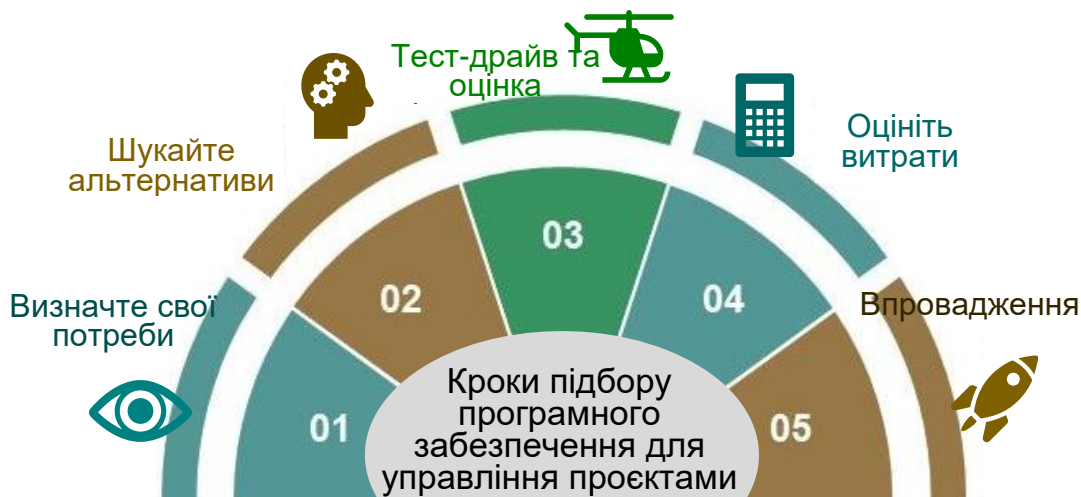 Визначте свої
потреби
01
Шукайте
альтернативи
02
Тест-драйв та
оцінка
03
Оцініть
витрати
04
Впровадження
05
Кроки підбору
програмного
забезпечення для
управління проєктами